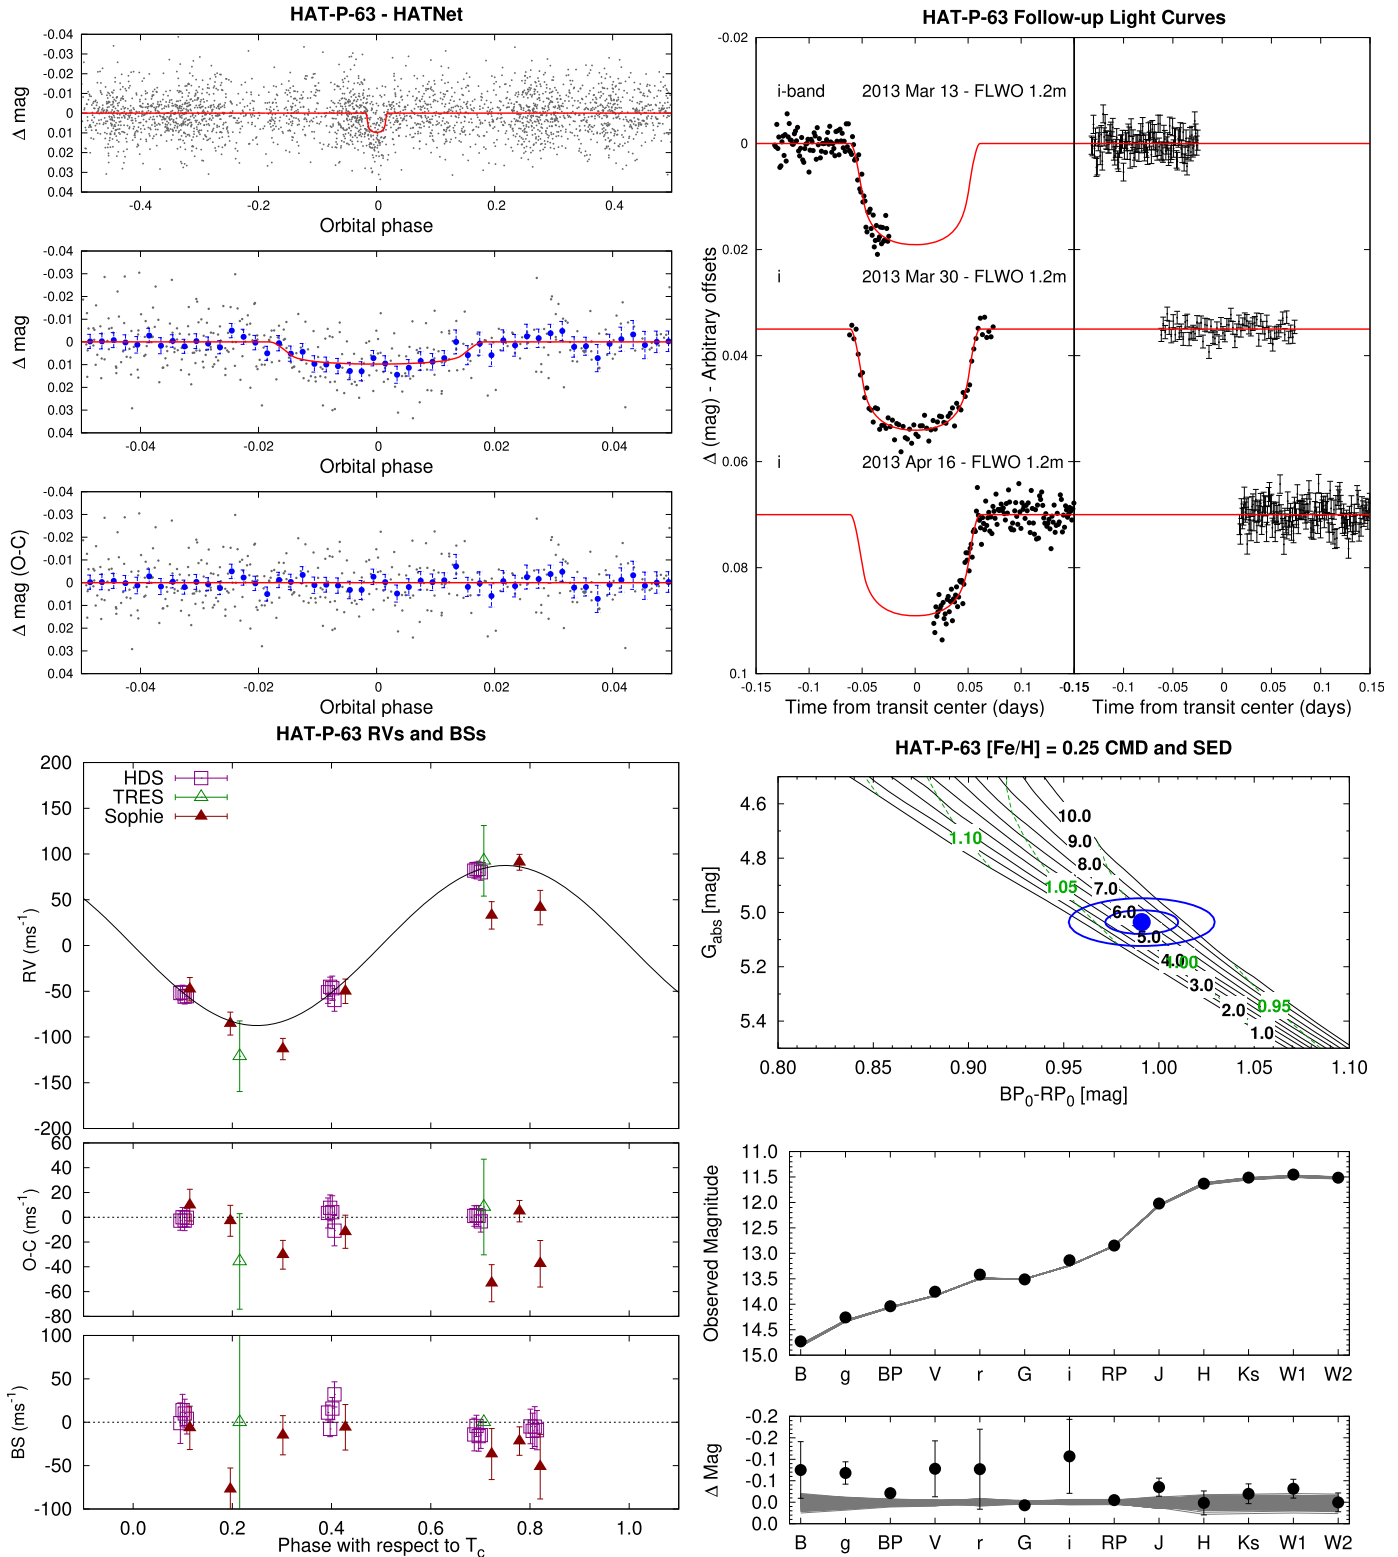 HAT-P-63 - HATNet
-0.04
-0.03
-0.02
-0.01
0
0.01
0.02
0.03
0.04
Δ mag
-0.4 -0.2 0 0.2 0.4
Orbital phase
-0.04
-0.03
-0.02
-0.01
0
0.01
0.02
0.03
0.04
Δ mag
-0.04 -0.02 0 0.02 0.04
Orbital phase
-0.04
-0.03
-0.02
-0.01
0
0.01
0.02
0.03
0.04
Δ mag (O-C)
-0.04 -0.02 0 0.02 0.04
Orbital phase
HAT-P-63 Follow-up Light Curves
-0.02
0
0.02
0.04
0.06
0.08
0.1
Δ (mag) - Arbitrary offsets
i-band 2013 Mar 13 - FLWO 1.2m
i 2013 Mar 30 - FLWO 1.2m
i 2013 Apr 16 - FLWO 1.2m
-0.15 -0.1 -0.05 0 0.05 0.1 0.15
-0.15 -0.1 -0.05 0 0.05 0.1 0.15
Time from transit center (days) Time from transit center (days)
HAT-P-63 RVs and BSs
HDS
TRES
Sophie
200
150
100
50
0
-50
-100
-150
-200
RV (ms-1)
60
40
20
0
-20
-40
-60
-80
O-C (ms-1)
100
50
0
-50
-100
BS (ms-1)
0.0 0.2 0.4 0.6 0.8 1.0
Phase with respect to Tc
HAT-P-63 [Fe/H] = 0.25 CMD and SED
4.6
4.8
5.0
5.2
5.4
Gabs [mag]
10.0
9.0
8.0
7.0
6.0
5.0
4.0
3.0
2.0
1.0
1.10
1.05
1.00
0.95
0.80 0.85 0.90 0.95 1.00 1.05 1.10
BP0-RP0 [mag]
11.0
11.5
12.0
12.5
13.0
13.5
14.0
14.5
15.0
Observed Magnitude
B g BP V r G i RP J H Ks W1 W2
-0.2
-0.2
-0.1
-0.1
0.0
0.0
Δ Mag
B g BP V r G i RP J H Ks W1 W2